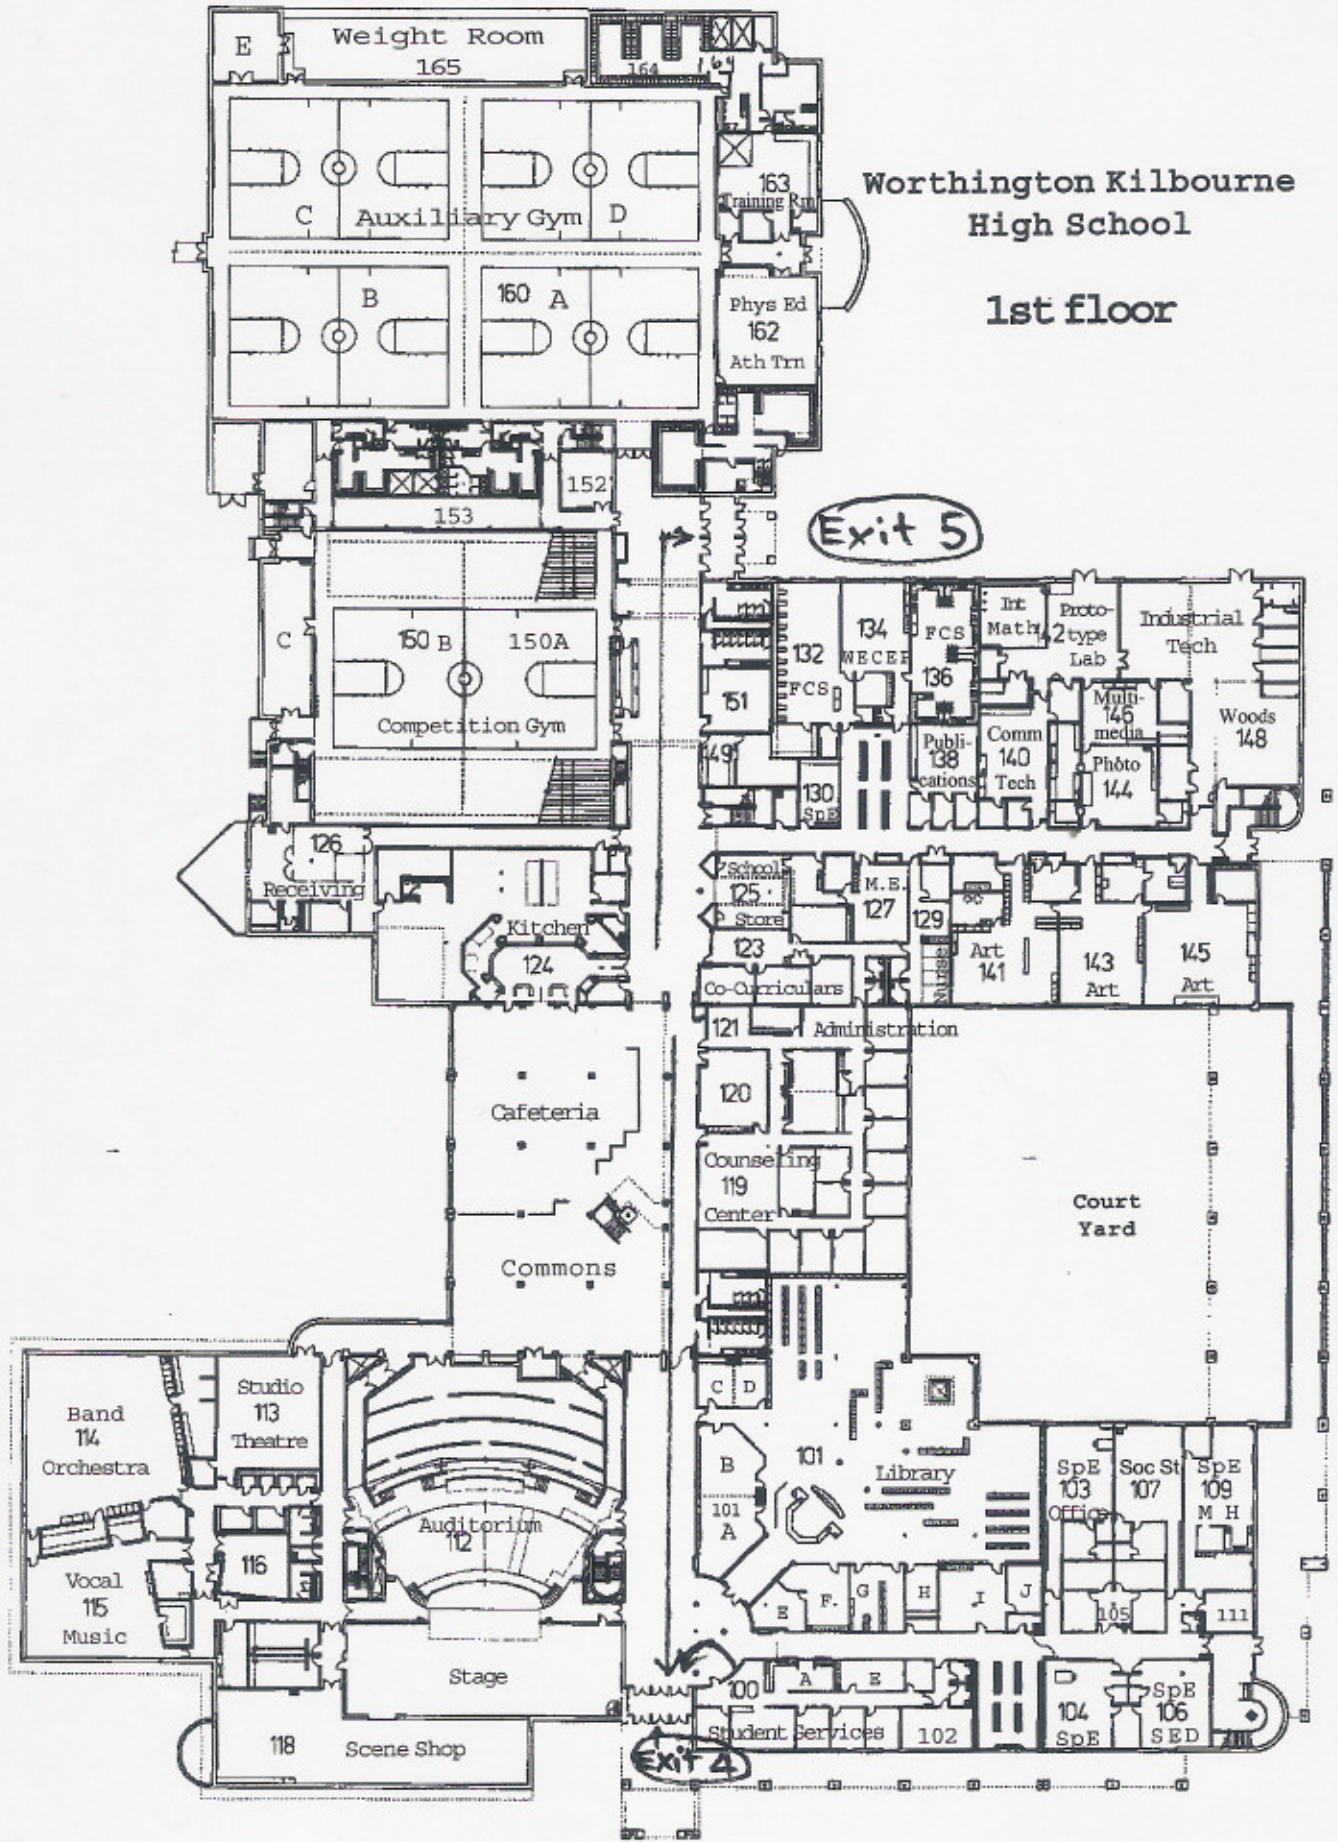 E
Weight Room
165
164
Worthington Kilbourne
High School
1st floor
163
Training Rm
C
Auxiliary Gym
D
B
160
A
Phys Ed
162
Ath Trn
152
153
Exit 5
C
150 B
150A
Competition Gym
151
149
132
FCS
134
WECEP
FCS
136
Int
Math
142
Proto-
type
Lab
Industrial
Tech
Publi-
138
cations
Comm
140
Tech
Multi-
146
media
Photo
144
Woods
148
130
SpE
126
Receiving
Kitchen
124
School
125
Store
123
Co-Curriculars
M.E.
127
129
Nurse
Art
141
143
Art
145
Art
121
Administration
120
Cafeteria
Counseling
119
Center
Commons
Court
Yard
Band
114
Orchestra
Studio
113
Theatre
Auditorium
112
116
Vocal
115
Music
C
D
B
101
A
101
Library
E
F
G
H
I
J
SpE
103
Office
Soc St
107
SpE
109
M H
105
111
Stage
118
Scene Shop
100
A
E
Student Services
102
104
SpE
SpE
106
SED
Exit 4